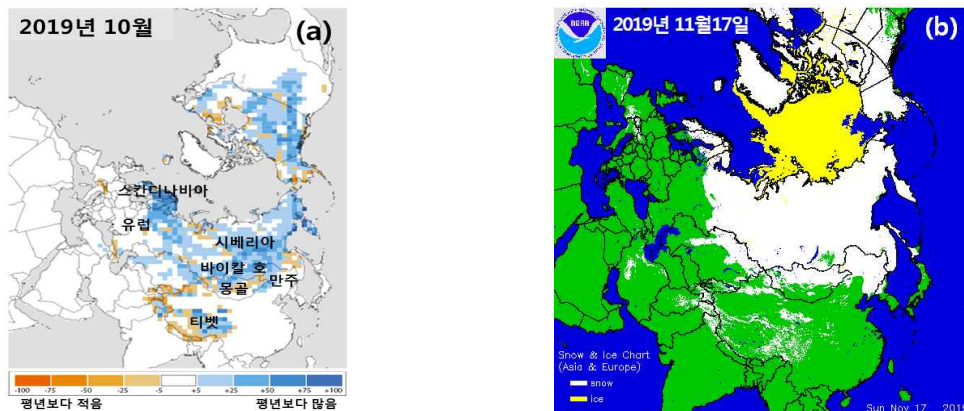 2019년 10월
(a)
스칸디나비아
유럽
시베리아
바이칼 호
만주
몽골
티벳
-100 -75 -50 -25 -5 +5 +25 +50 +75 +100
평년보다 적음 평년보다 많음
NOAA
2019년 11월17일
(b)
Snow & Ice Chart
(Asia & Europe)
snow
ice
Sun Nov 17 201